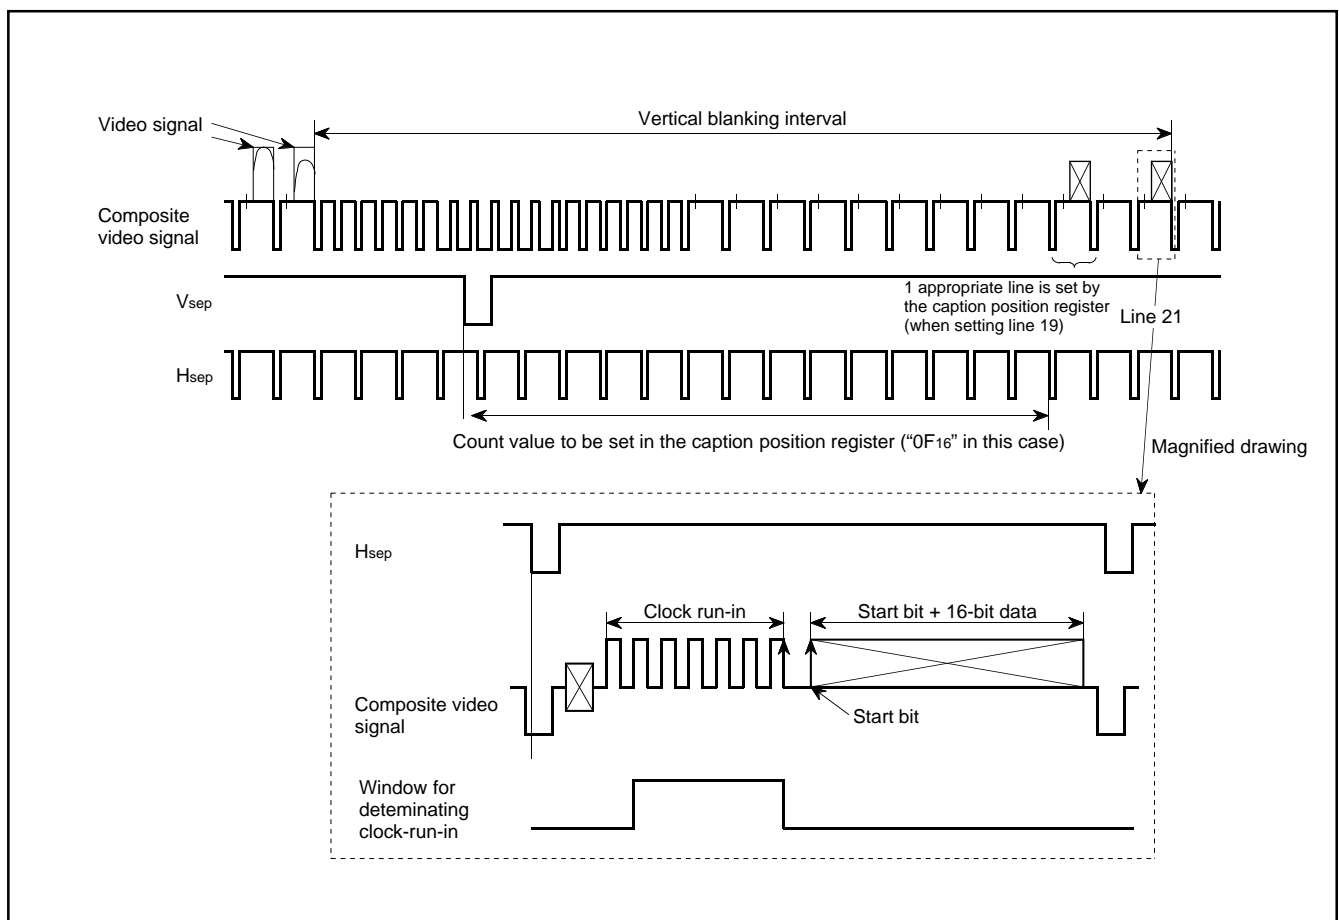 Vertical blanking interval
Video signal
Composite
video signal
Vsep
1 appropriate line is set by
the caption position register
(when setting line 19)
Line 21
Hsep
Count value to be set in the caption position register (“0F16” in this case)
Magnified drawing
Hsep
Clock run-in
Start bit + 16-bit data
Composite video
signal
Start bit
Window for
deteminating
clock-run-in